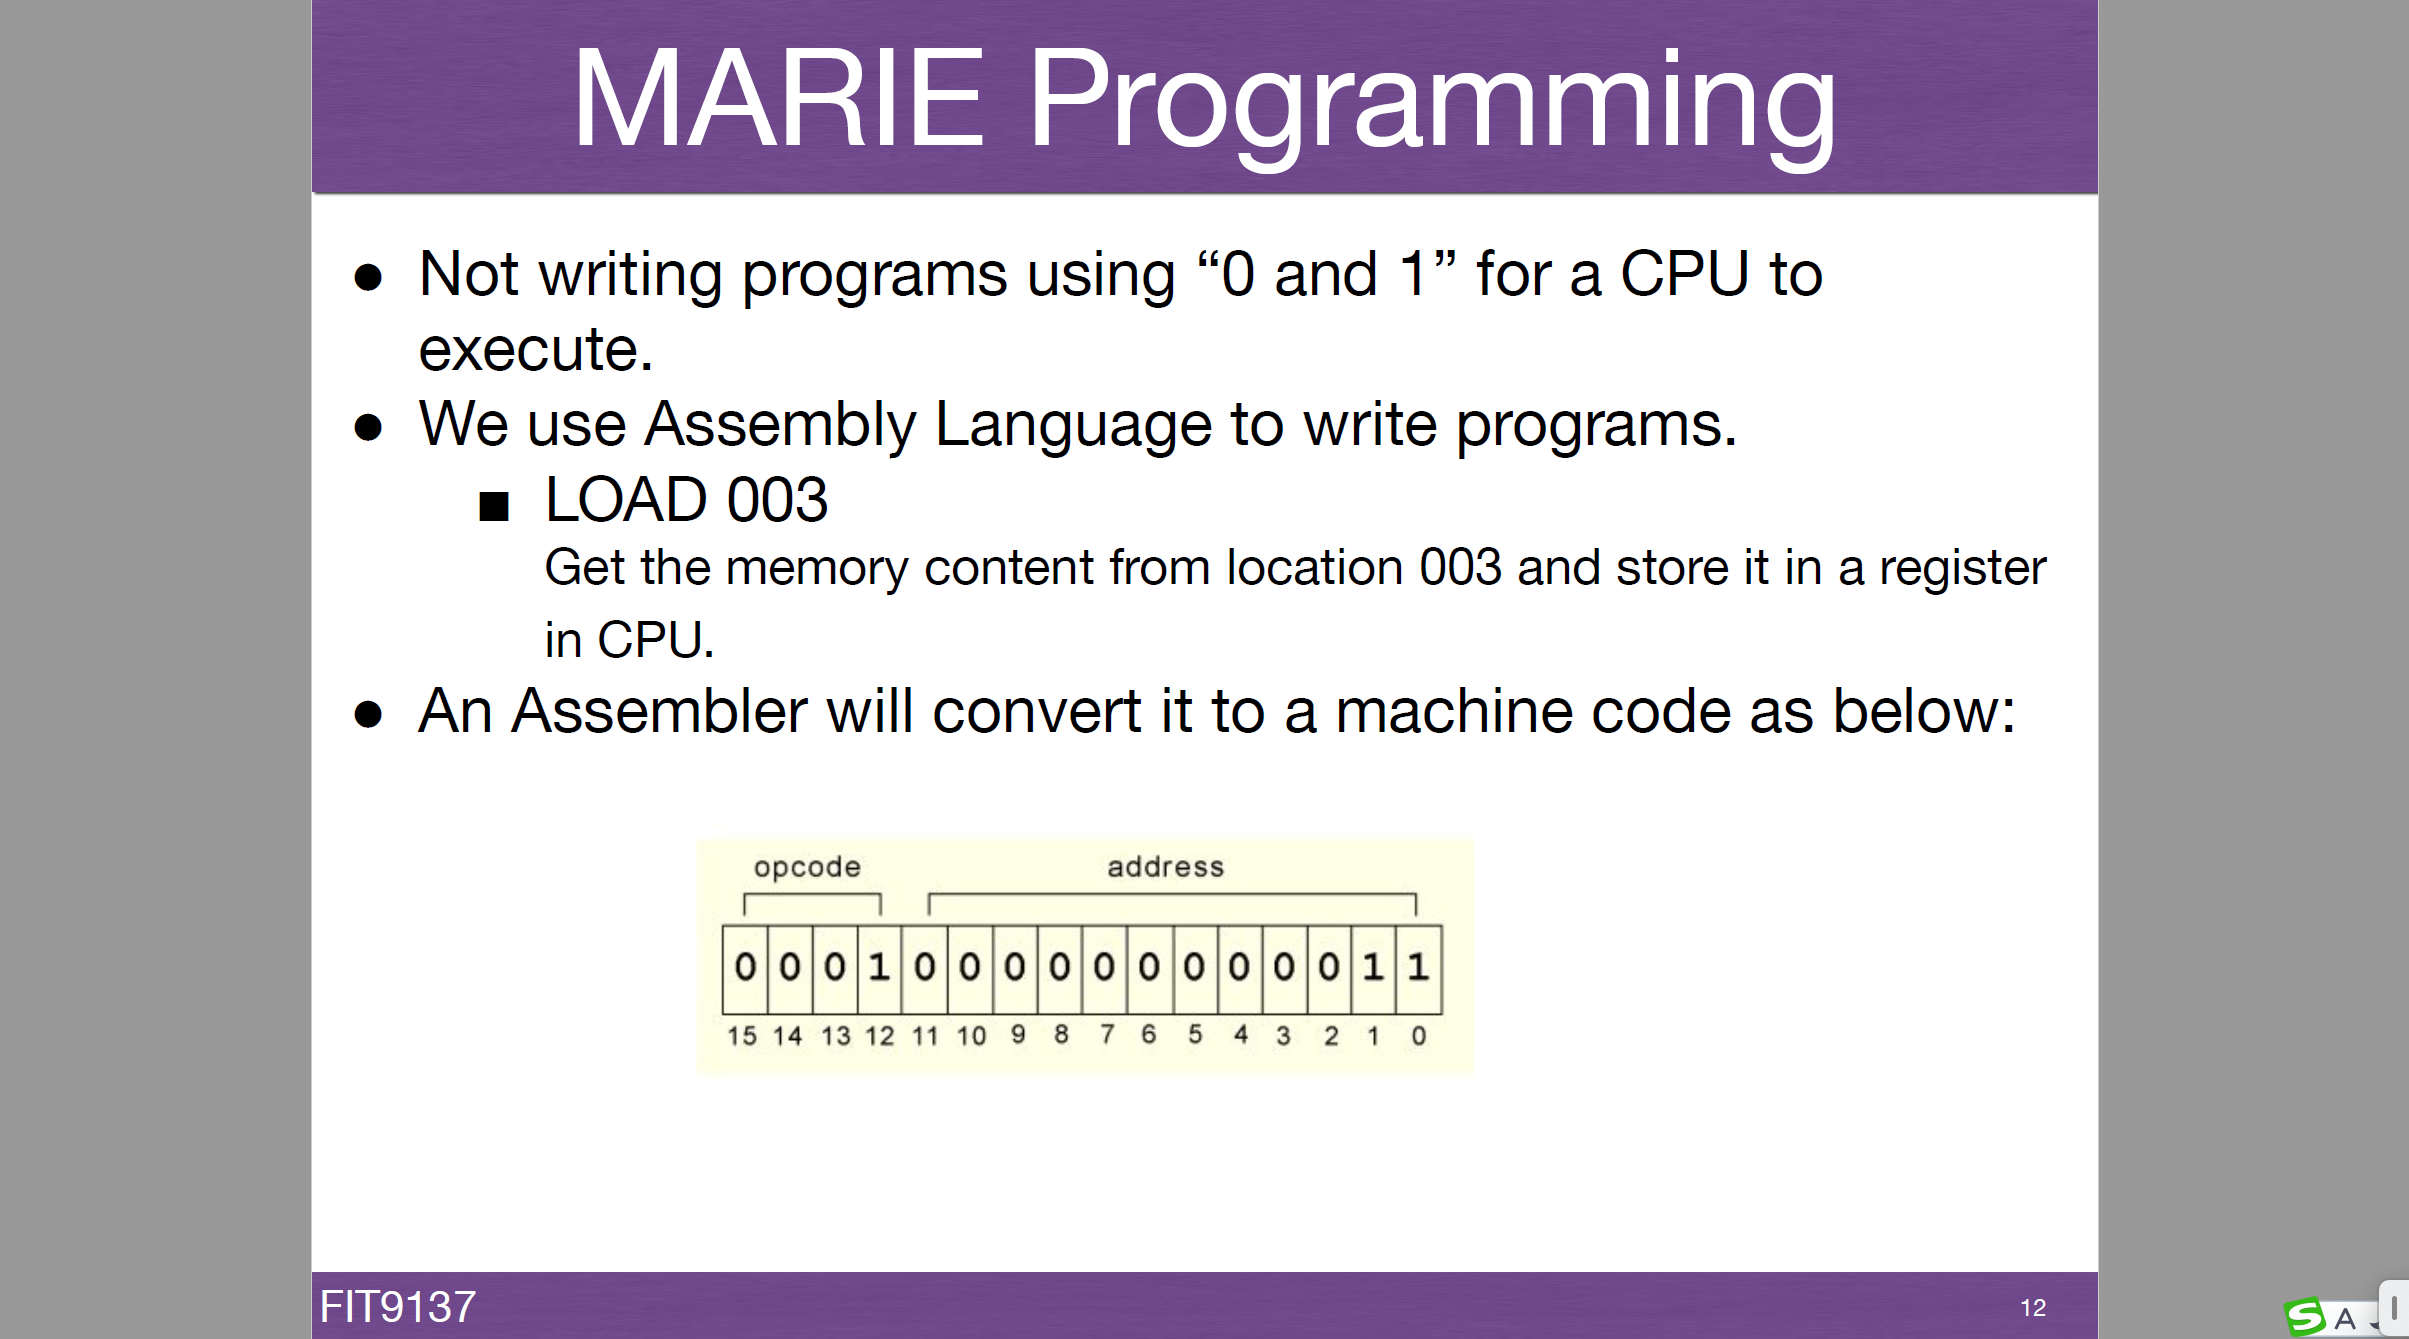 MARIE Programming
● Not writing programs using “0 and 1” for a CPU to
execute.
● We use Assembly Language to write programs.
■ LOAD 003
Get the memory content from location 003 and store it in a register
in CPU.
● An Assembler will convert it to a machine code as below:
opcode address
0 0 0 1 0 0 0 0 0 0 0 0 0 0 1 1
15 14 13 12 11 10 9 8 7 6 5 4 3 2 1 0
FIT9137 12
S A